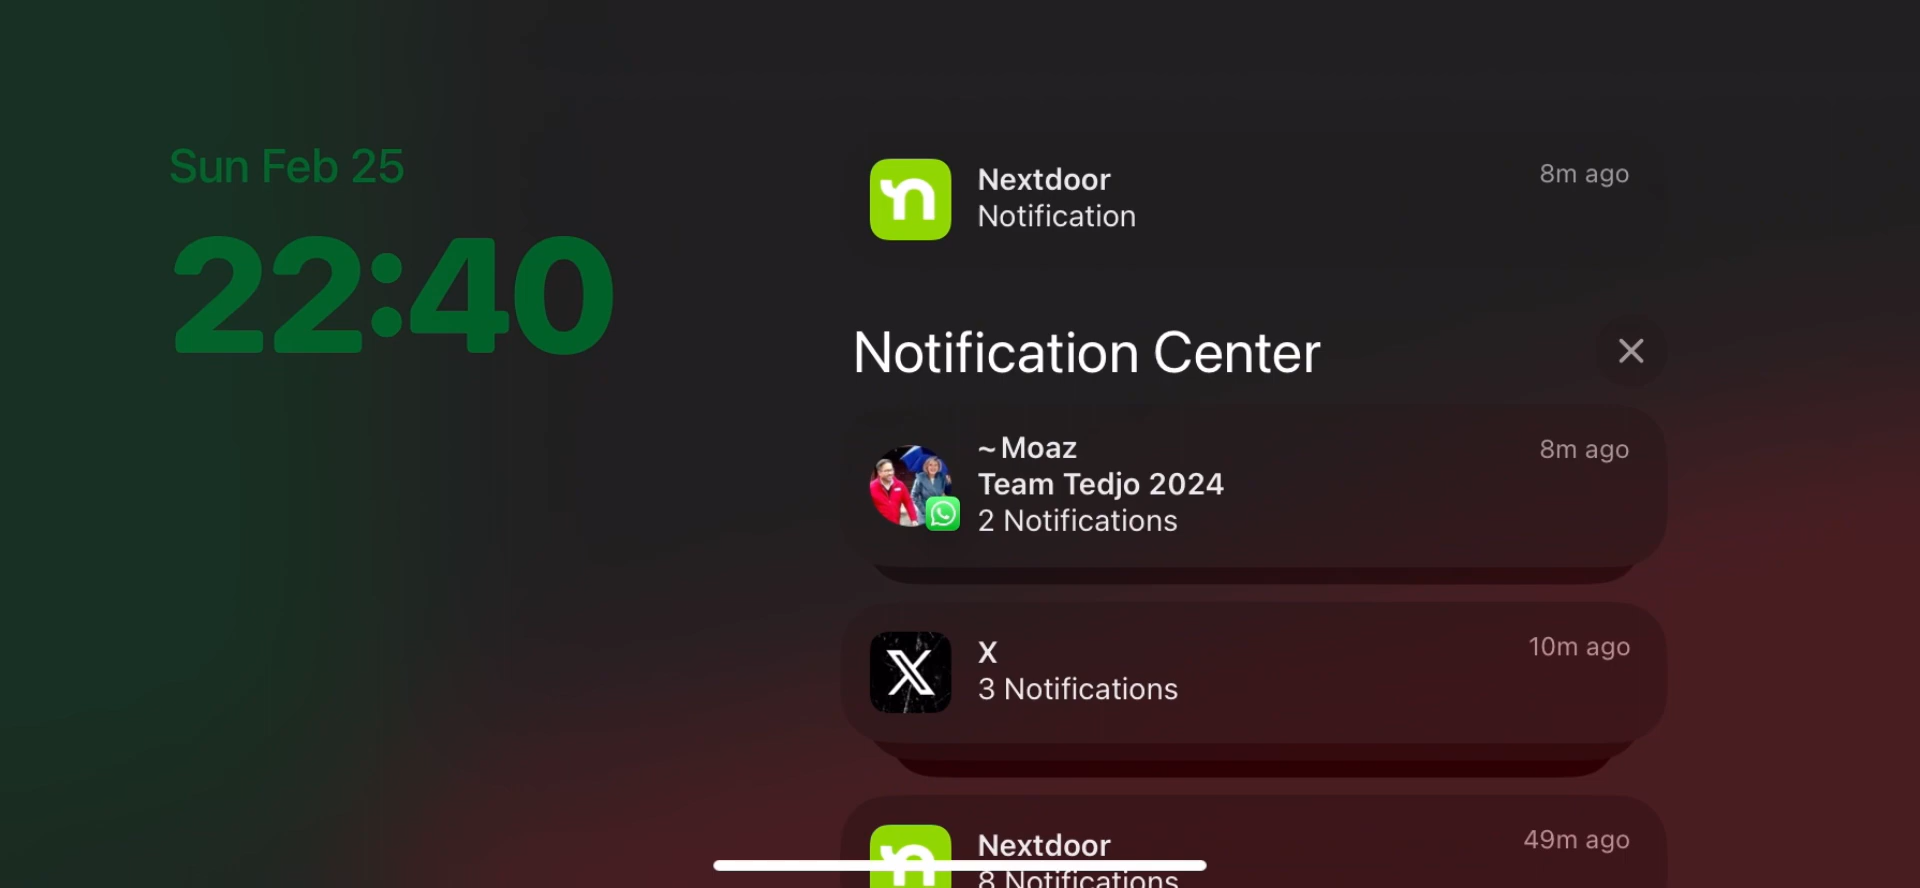 Sun Feb 25
22:40
Nextdoor
8m ago
Notification
Notification Center
~Moaz
8m ago
Team Tedjo 2024
2 Notifications
X
10m ago
3 Notifications
Nextdoor
49m ago
8 Notifications